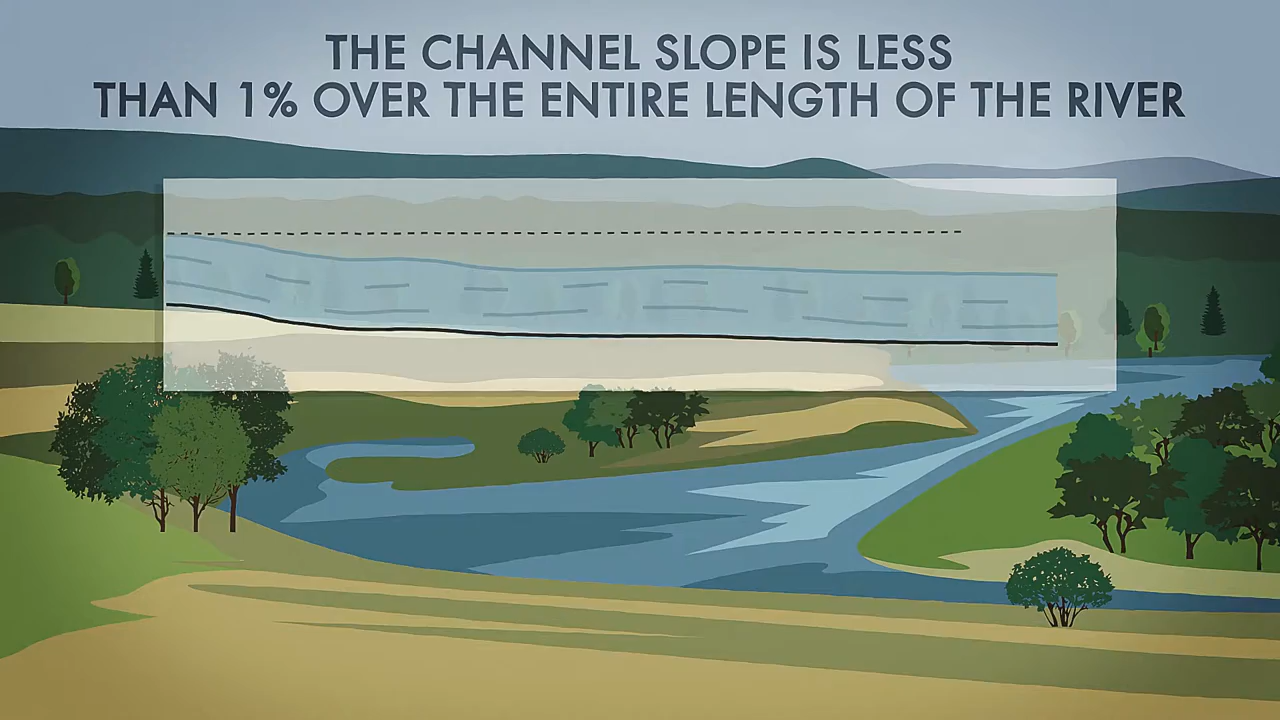 THE CHANNEL SLOPE IS LESS
THAN 1% OVER THE ENTIRE LENGTH OF THE RIVER